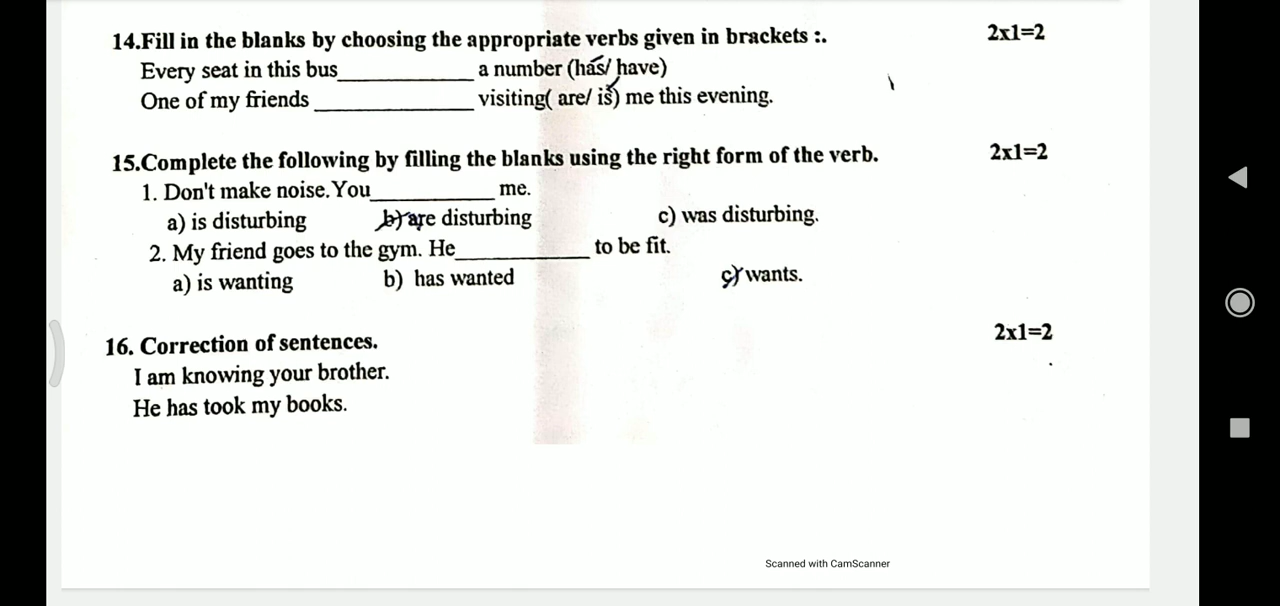 14.Fill in the blanks by choosing the appropriate verbs given in brackets :. 2x1=2
Every seat in this bus____________ a number (has/ have)
One of my friends ____________ visiting( are/ is) me this evening.
15.Complete the following by filling the blanks using the right form of the verb. 2x1=2
1. Don't make noise.You____________ me.
a) is disturbing b) are disturbing c) was disturbing.
2. My friend goes to the gym. He____________ to be fit.
a) is wanting b) has wanted c) wants.
16. Correction of sentences. 2x1=2
I am knowing your brother.
He has took my books.
Scanned with CamScanner